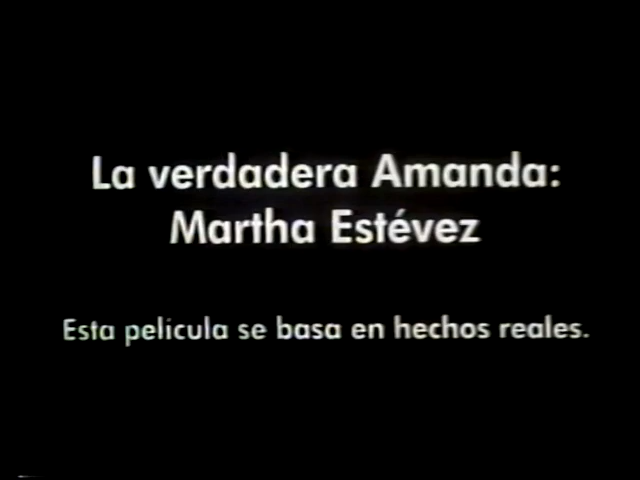 La verdadera Amanda:
Martha Estévez
Esta pelicula se basa en hechos reales.